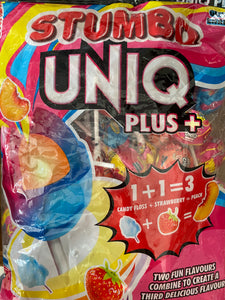 STUMBO
UNIQ
PLUS +
1+1=3
CANDY FLOSS + STRAWBERRY = PEACH
+ =
TWO FUN FLAVOURS
COMBINE TO CREATE A
THIRD DELICIOUS FLAVOUR